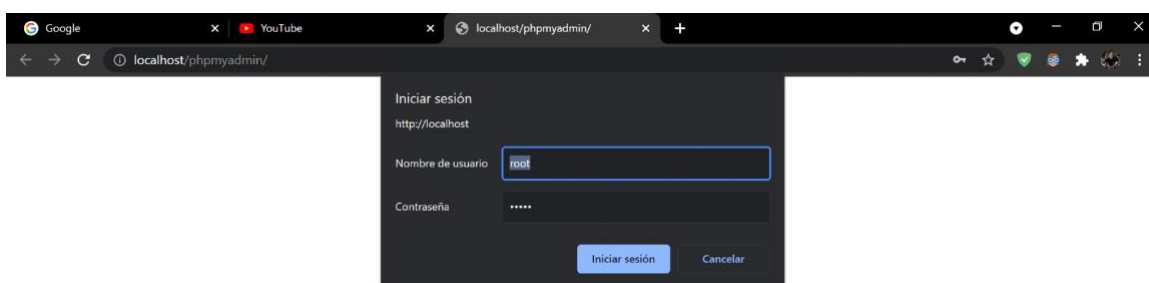 Google
YouTube
localhost/phpmyadmin/
localhost/phpmyadmin/
Iniciar sesión
http://localhost
Nombre de usuario root
Contraseña •••••
Iniciar sesión Cancelar